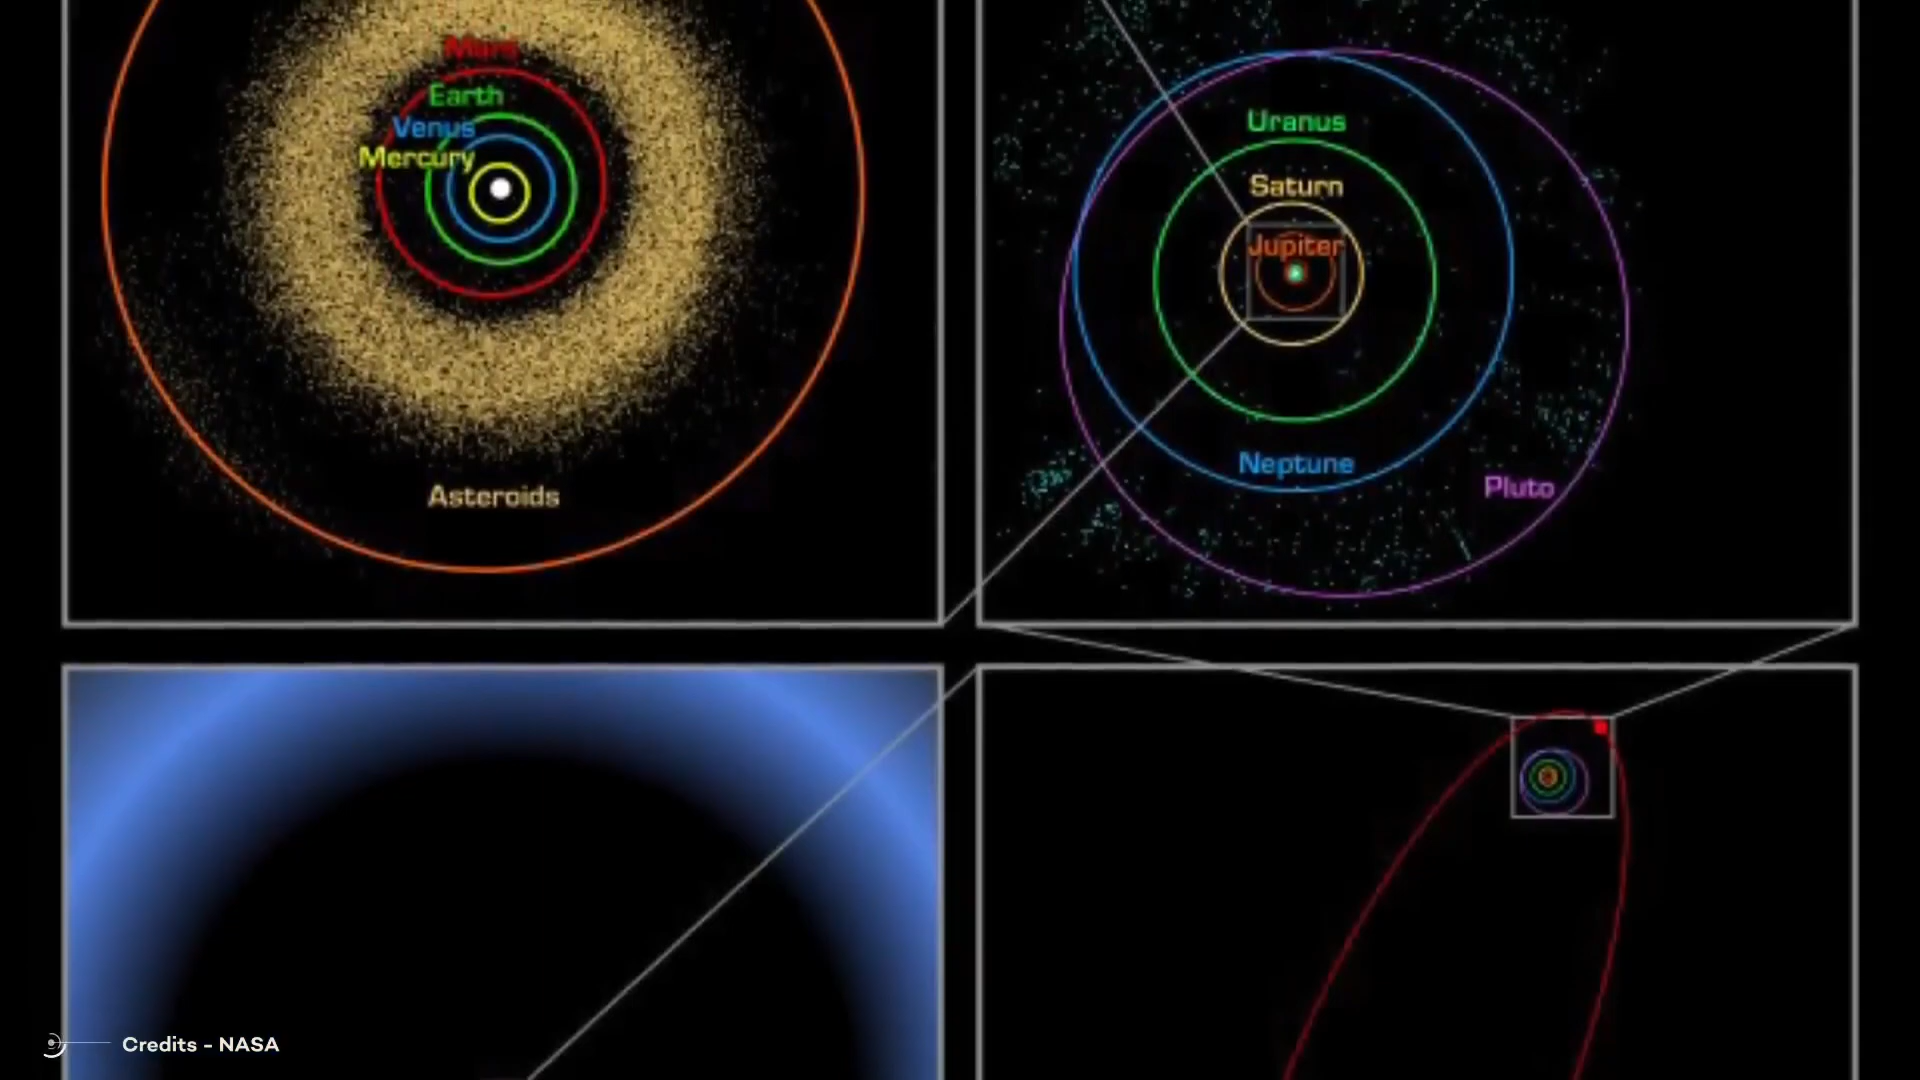 Mars
Earth
Venus
Mercury
Asteroids
Uranus
Saturn
Jupiter
Neptune
Pluto
Credits - NASA